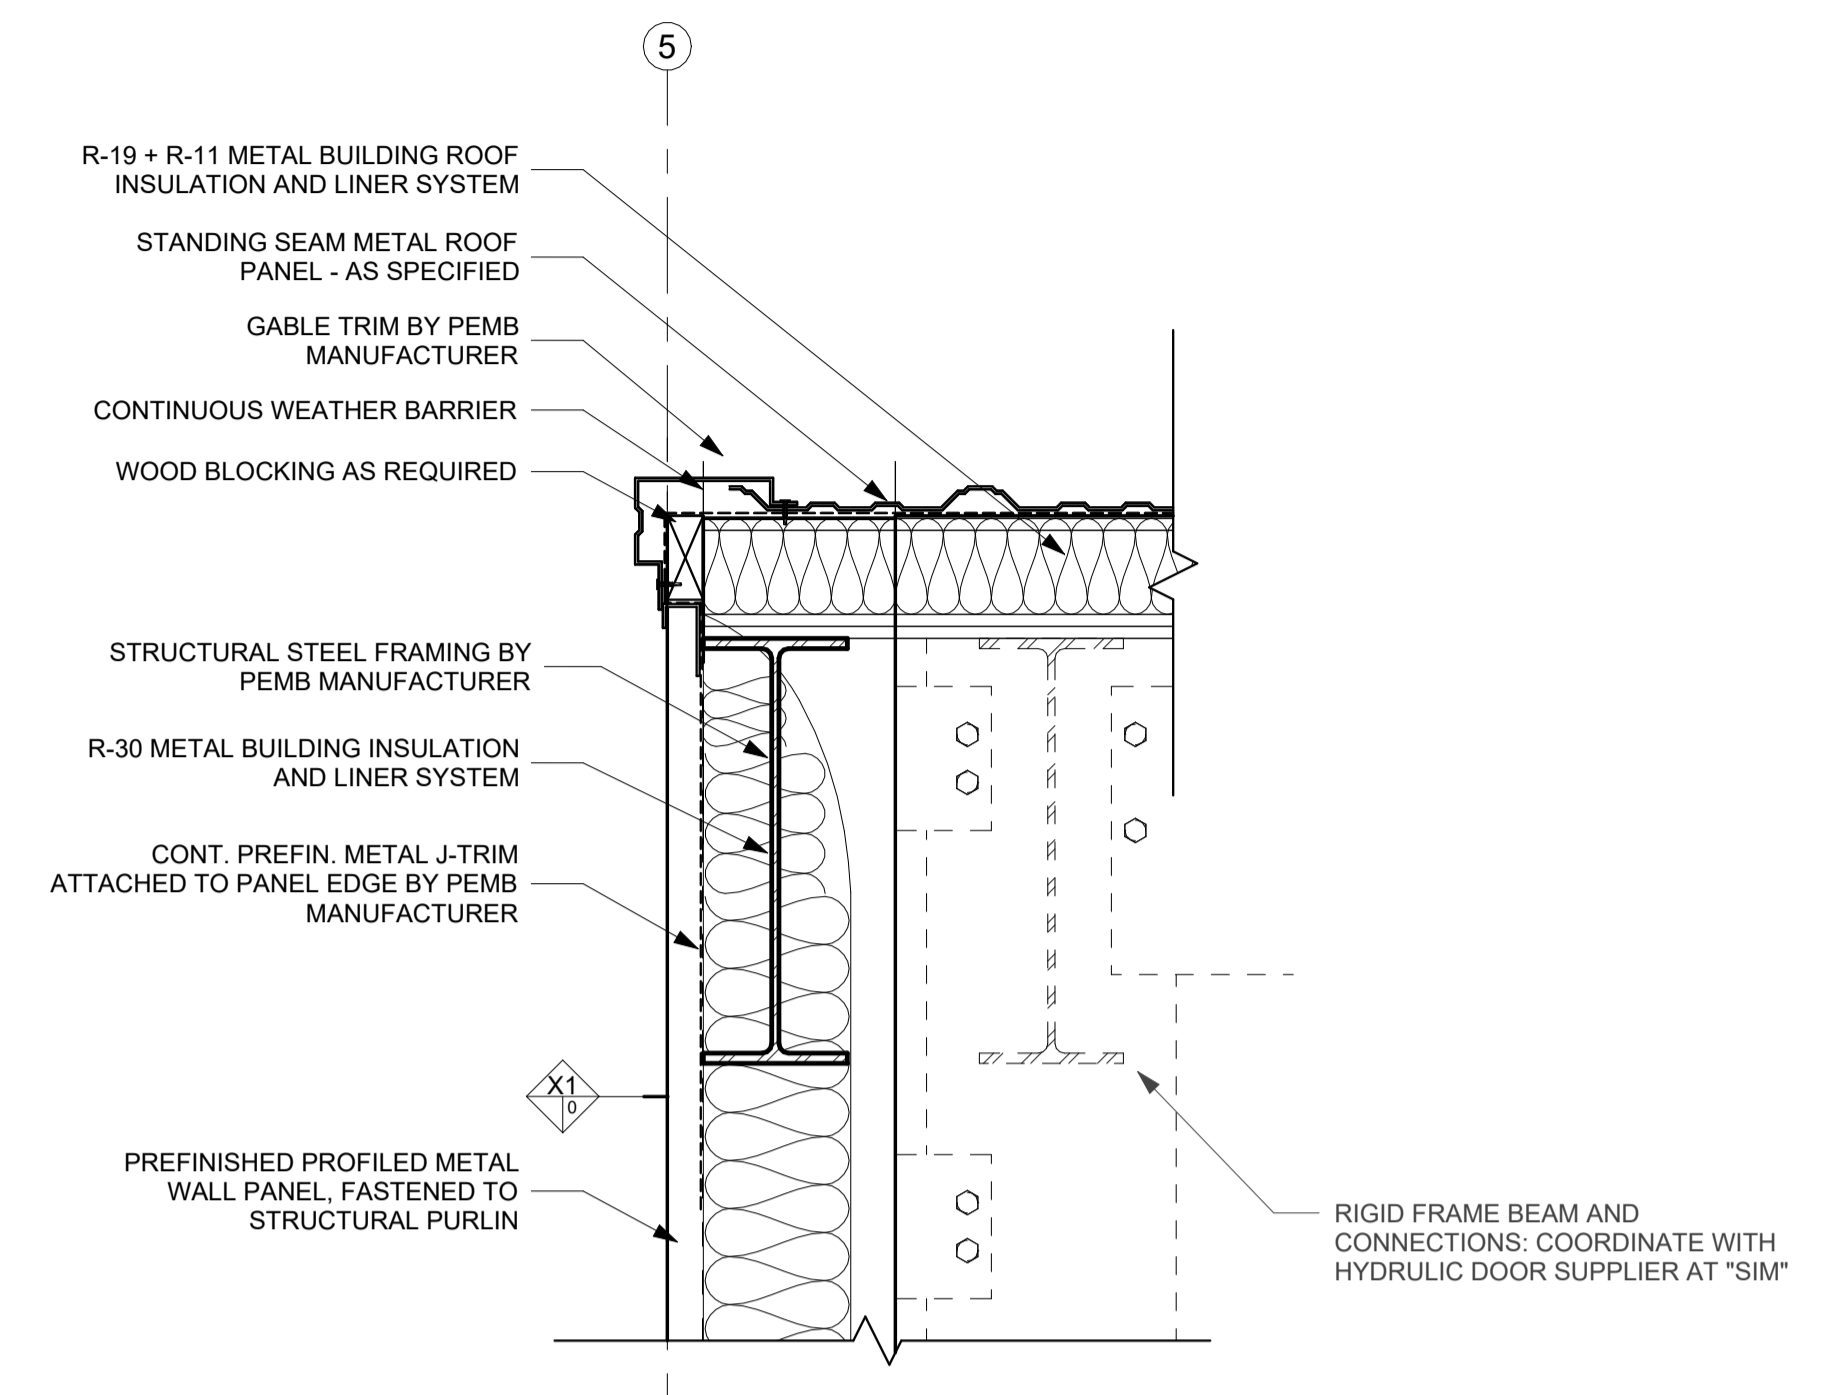 5
R-19 + R-11 METAL BUILDING ROOF
INSULATION AND LINER SYSTEM
STANDING SEAM METAL ROOF
PANEL - AS SPECIFIED
GABLE TRIM BY PEMB
MANUFACTURER
CONTINUOUS WEATHER BARRIER
WOOD BLOCKING AS REQUIRED
STRUCTURAL STEEL FRAMING BY
PEMB MANUFACTURER
R-30 METAL BUILDING INSULATION
AND LINER SYSTEM
CONT. PREFIN. METAL J-TRIM
ATTACHED TO PANEL EDGE BY PEMB
MANUFACTURER
X1
0
PREFINISHED PROFILED METAL
WALL PANEL, FASTENED TO
STRUCTURAL PURLIN
RIGID FRAME BEAM AND
CONNECTIONS: COORDINATE WITH
HYDRULIC DOOR SUPPLIER AT "SIM"